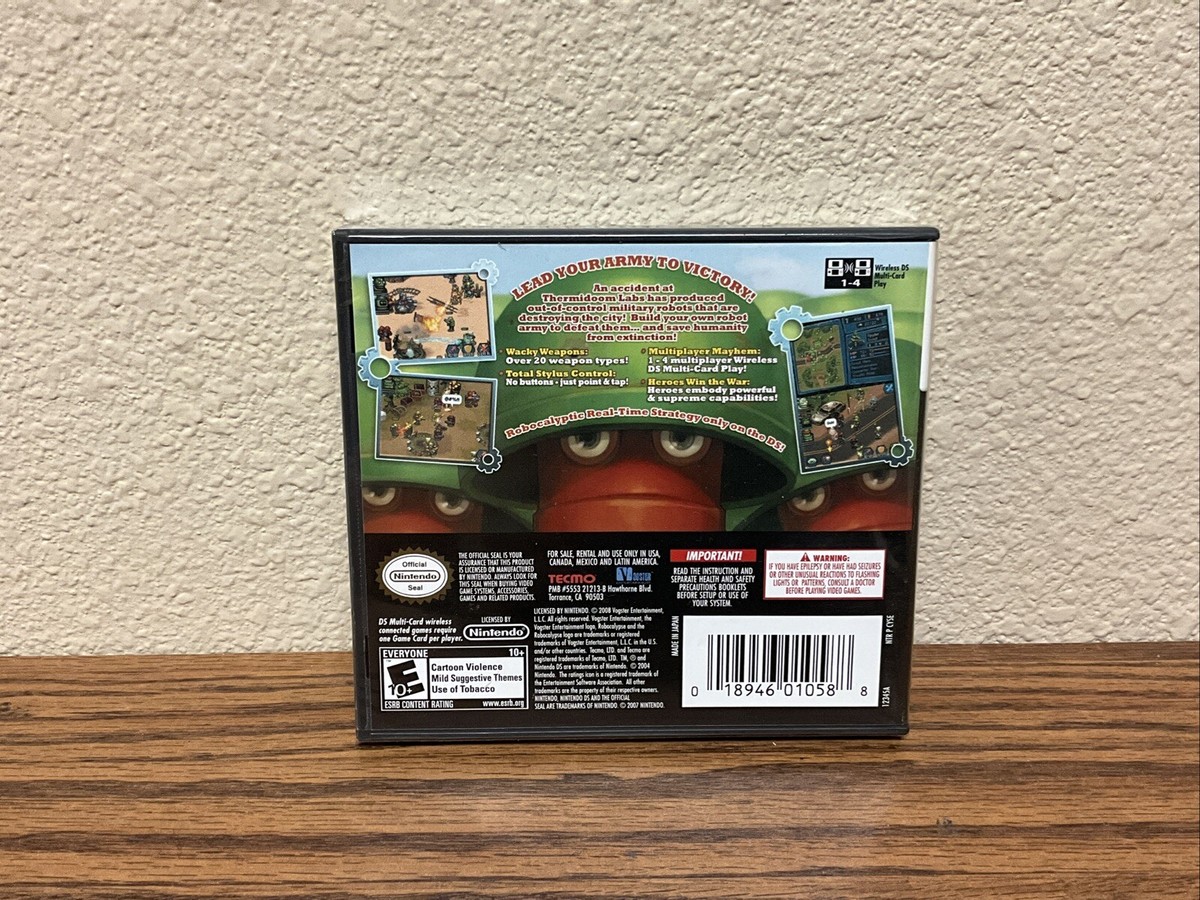 LEAD YOUR ARMY TO VICTORY!
An accident at
Thermidoom Labs has produced
out-of-control military robots that are
destroying the city! Build your own robot
army to defeat them... and save humanity
from extinction!
Wacky Weapons:
Over 20 weapon types!
Total Stylus Control:
No buttons - just point & tap!
Multiplayer Mayhem:
1 - 4 multiplayer Wireless
DS Multi-Card Play!
Heroes Win the War:
Heroes embody powerful
& supreme capabilities!
Robocalyptic Real-Time Strategy only on the DS!
1-4
Wireless DS
Multi-Card
Play
Official
Nintendo
Seal
THE OFFICIAL SEAL IS YOUR
ASSURANCE THAT THIS PRODUCT
IS LICENSED OR MANUFACTURED
BY NINTENDO. ALWAYS LOOK FOR
THIS SEAL WHEN BUYING VIDEO
GAME SYSTEMS, ACCESSORIES,
GAMES AND RELATED PRODUCTS.
FOR SALE, RENTAL AND USE ONLY IN USA,
CANADA, MEXICO AND LATIN AMERICA.
TECMO
VOGSTER
PMB #5553 21213-B Hawthorne Blvd.
Torrance, CA 90503
IMPORTANT!
READ THE INSTRUCTION AND
SEPARATE HEALTH AND SAFETY
PRECAUTIONS BOOKLETS
BEFORE SETUP OR USE OF
YOUR SYSTEM.
WARNING:
IF YOU HAVE EPILEPSY OR HAVE HAD SEIZURES
OR OTHER UNUSUAL REACTIONS TO FLASHING
LIGHTS OR PATTERNS, CONSULT A DOCTOR
BEFORE PLAYING VIDEO GAMES.
DS Multi-Card wireless
connected games require
one Game Card per player.
LICENSED BY
Nintendo
EVERYONE 10+
E
10+
Cartoon Violence
Mild Suggestive Themes
Use of Tobacco
ESRB CONTENT RATING www.esrb.org
LICENSED BY NINTENDO. © 2008 Vogster Entertainment,
L.L.C. All rights reserved. Vogster Entertainment, the
Vogster Entertainment logo, Robocalypse and the
Robocalypse logo are trademarks or registered
trademarks of Vogster Entertainment, L.L.C. in the U.S.
and/or other countries. Tecmo, LTD. and Tecmo are
registered trademarks of Tecmo, LTD. TM, ® and
Nintendo DS are trademarks of Nintendo. © 2004
Nintendo. The ratings icon is a registered trademark of
the Entertainment Software Association. All other
trademarks are the property of their respective owners.
NINTENDO, NINTENDO DS AND THE OFFICIAL
SEAL ARE TRADEMARKS OF NINTENDO. © 2007 NINTENDO.
MADE IN JAPAN
0 18946 01058 8
NTR P CYSE
12345A